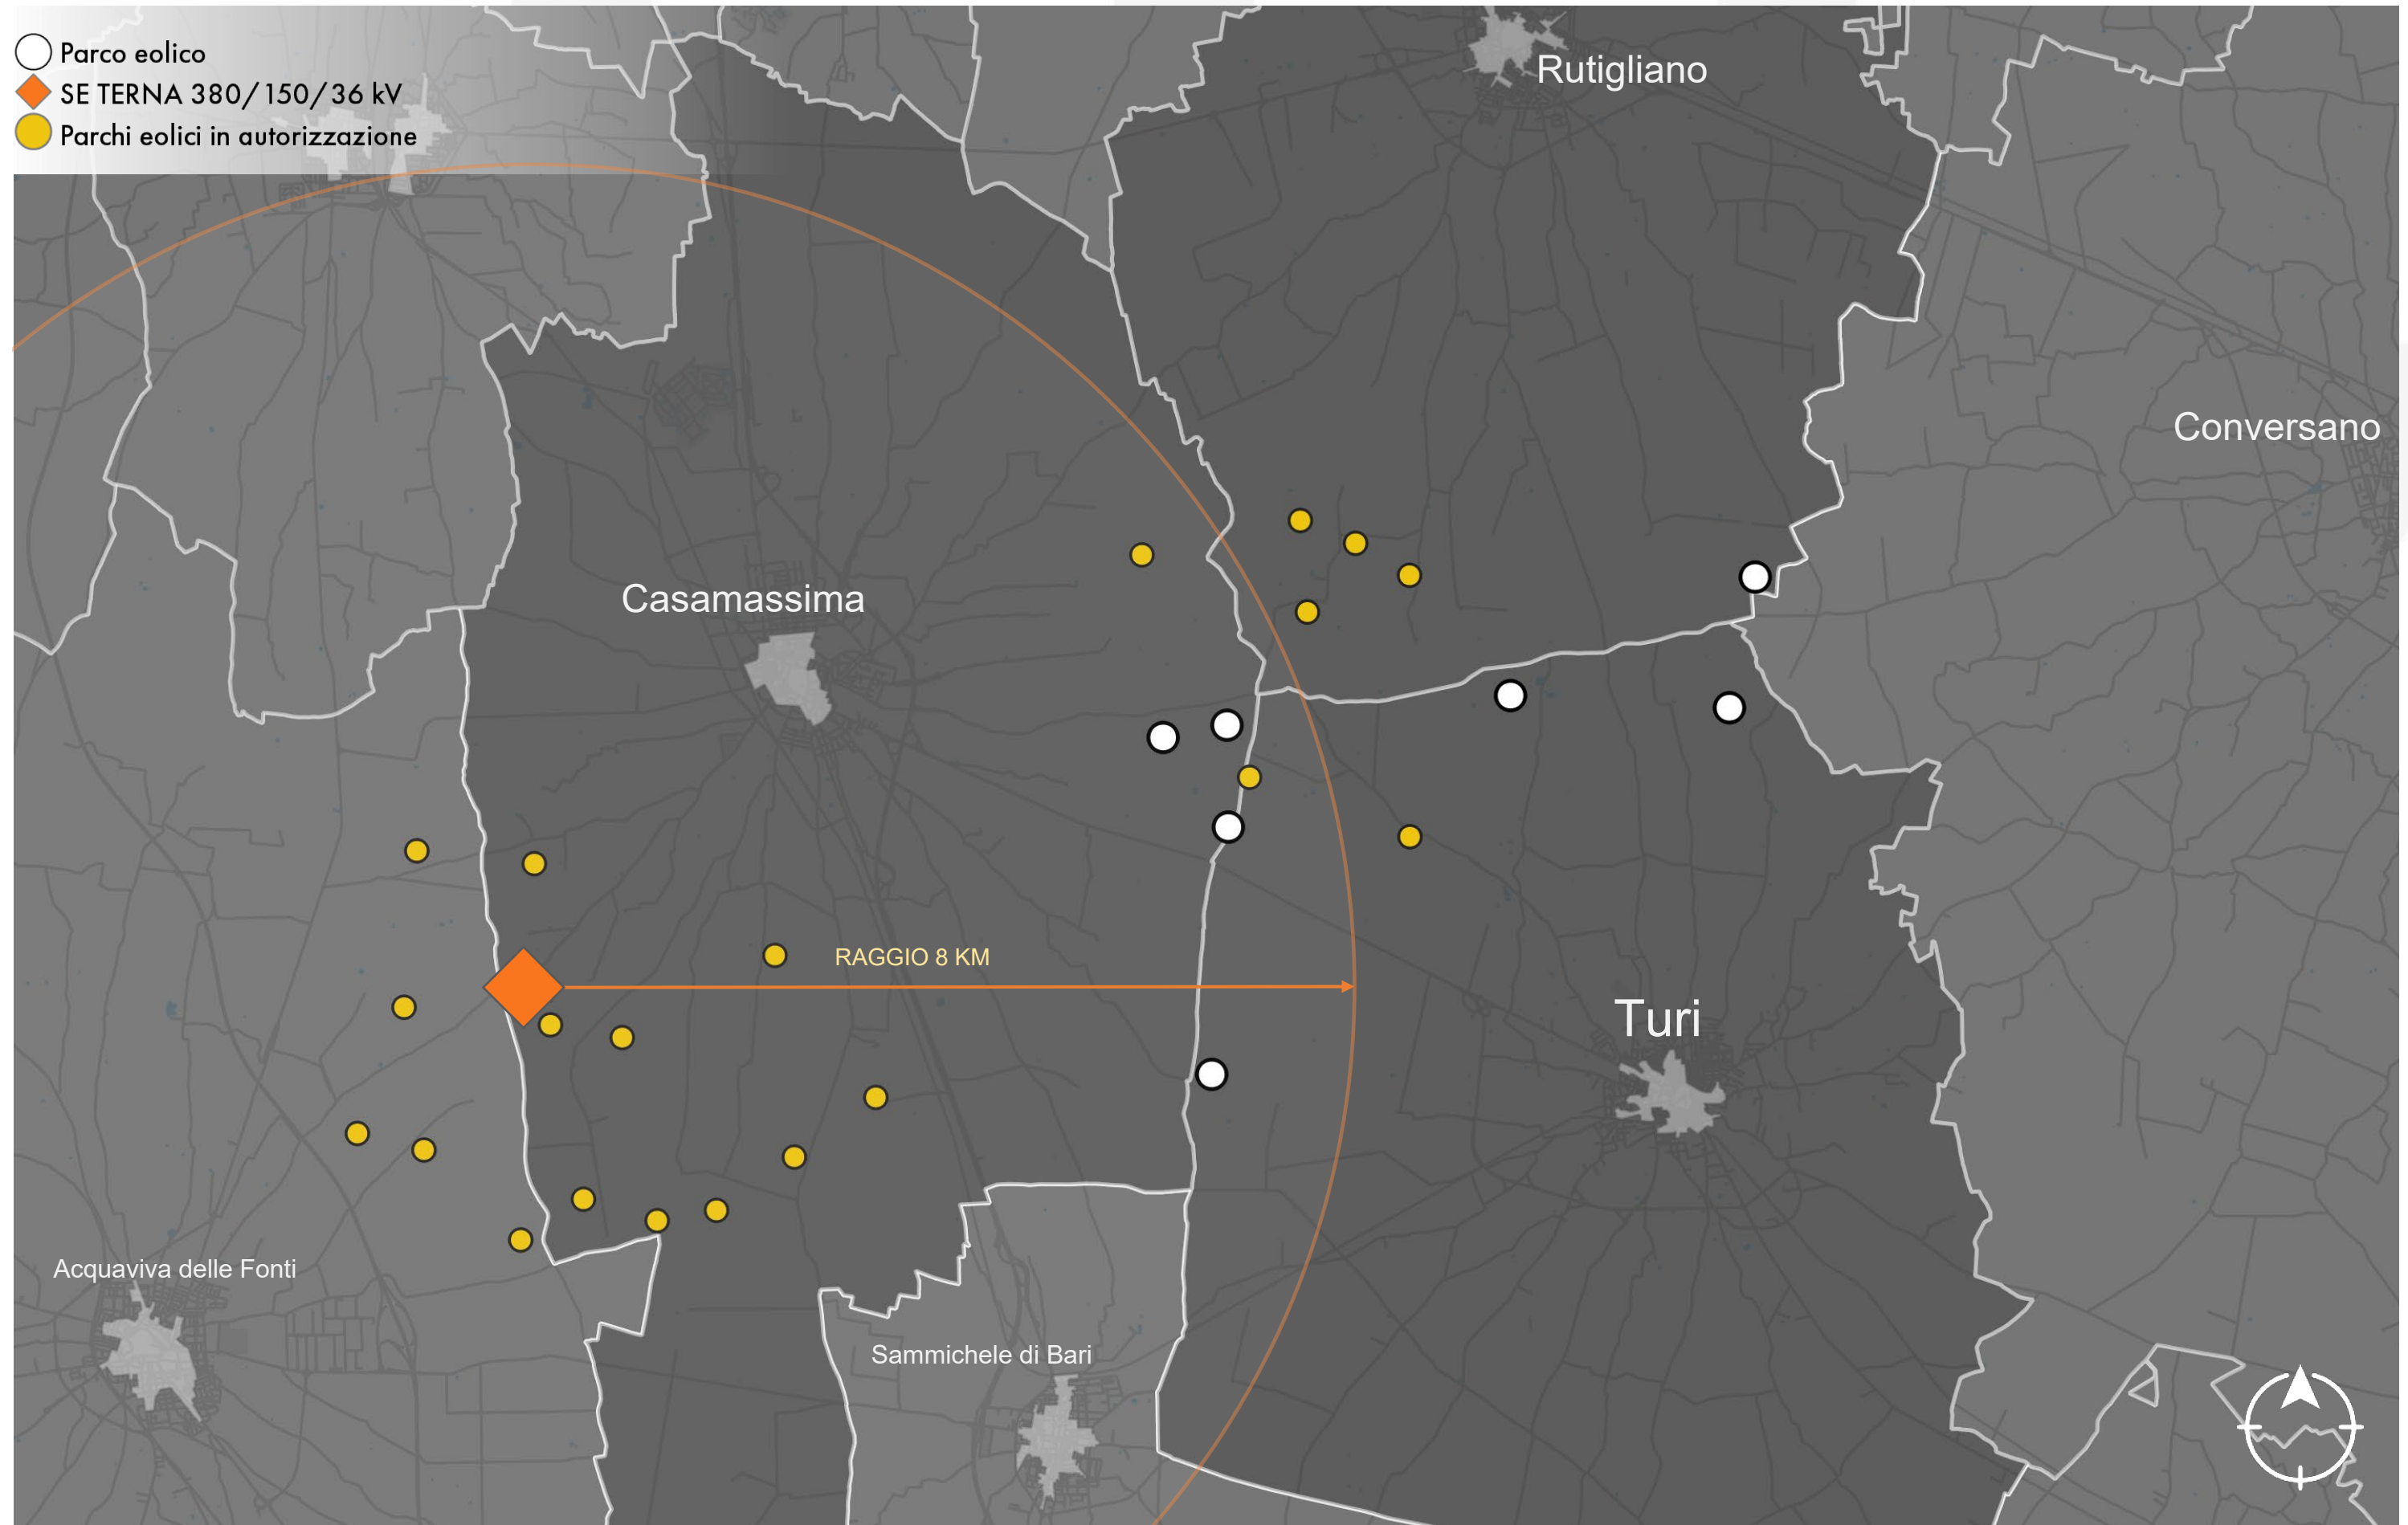 Parco eolico
SE TERNA 380/150/36 kV
Parchi eolici in autorizzazione
Rutigliano
Conversano
Casamassima
RAGGIO 8 KM
Turi
Acquaviva delle Fonti
Sammichele di Bari